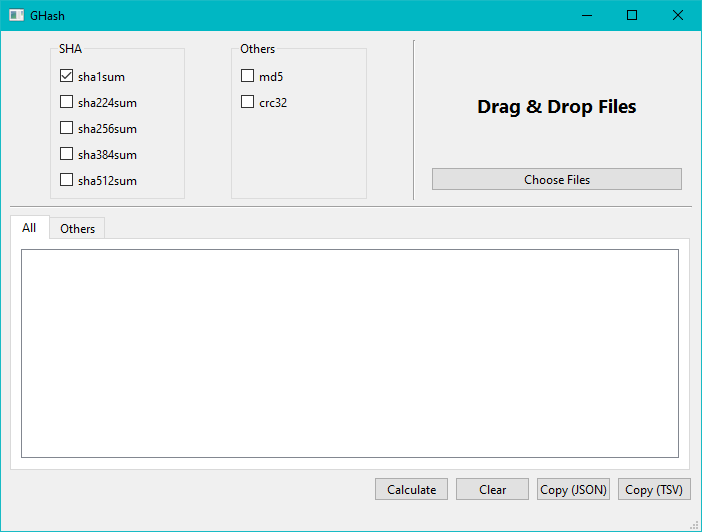 GHash
SHA
sha1sum
sha224sum
sha256sum
sha384sum
sha512sum
Others
md5
crc32
Drag & Drop Files
Choose Files
All
Others
Calculate
Clear
Copy (JSON)
Copy (TSV)